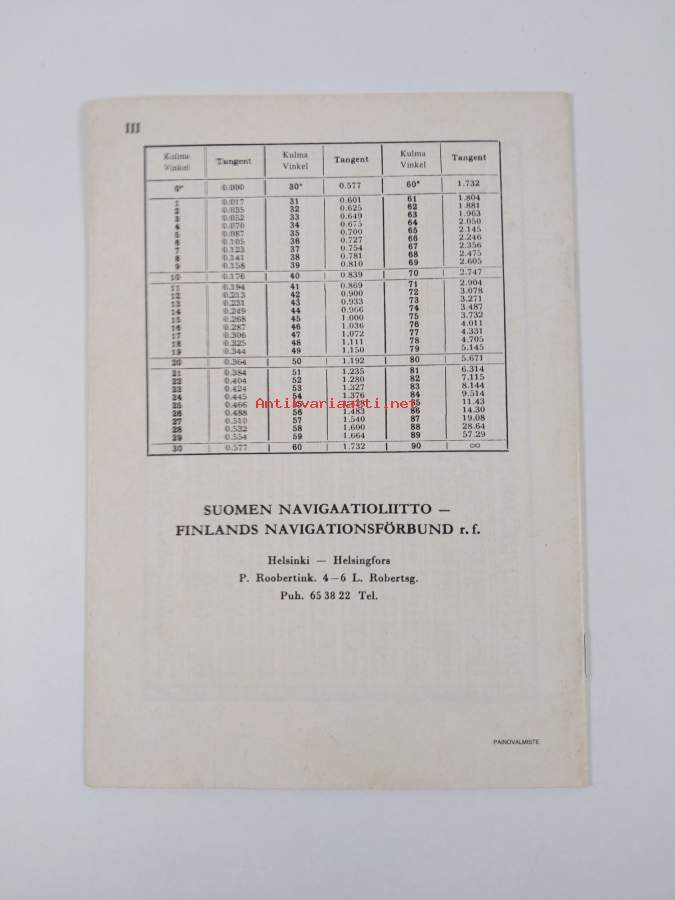 III
Kulma Vinkel Tangent Kulma Vinkel Tangent Kulma Vinkel Tangent
0° 0.000 30° 0.577 60° 1.732
1 0.017 31 0.601 61 1.804
2 0.035 32 0.625 62 1.881
3 0.052 33 0.649 63 1.963
4 0.070 34 0.675 64 2.050
5 0.087 35 0.700 65 2.145
6 0.105 36 0.727 66 2.246
7 0.123 37 0.754 67 2.356
8 0.141 38 0.781 68 2.475
9 0.158 39 0.810 69 2.605
10 0.176 40 0.839 70 2.747
11 0.194 41 0.869 71 2.904
12 0.213 42 0.900 72 3.078
13 0.231 43 0.933 73 3.271
14 0.249 44 0.966 74 3.487
15 0.268 45 1.000 75 3.732
16 0.287 46 1.036 76 4.011
17 0.306 47 1.072 77 4.331
18 0.325 48 1.111 78 4.705
19 0.344 49 1.150 79 5.145
20 0.364 50 1.192 80 5.671
21 0.384 51 1.235 81 6.314
22 0.404 52 1.280 82 7.115
23 0.424 53 1.327 83 8.144
24 0.445 54 1.376 84 9.514
Antikvariaatti.net
25 0.466 85 11.43
26 0.488 56 1.483 86 14.30
27 0.510 57 1.540 87 19.08
28 0.532 58 1.600 88 28.64
29 0.554 59 1.664 89 57.29
30 0.577 60 1.732 90 ∞
SUOMEN NAVIGAATIOLIITTO —
FINLANDS NAVIGATIONSFÖRBUND r. f.
Helsinki — Helsingfors
P. Roobertink. 4—6 L. Robertsg.
Puh. 65 38 22 Tel.
PAINOVALMISTE